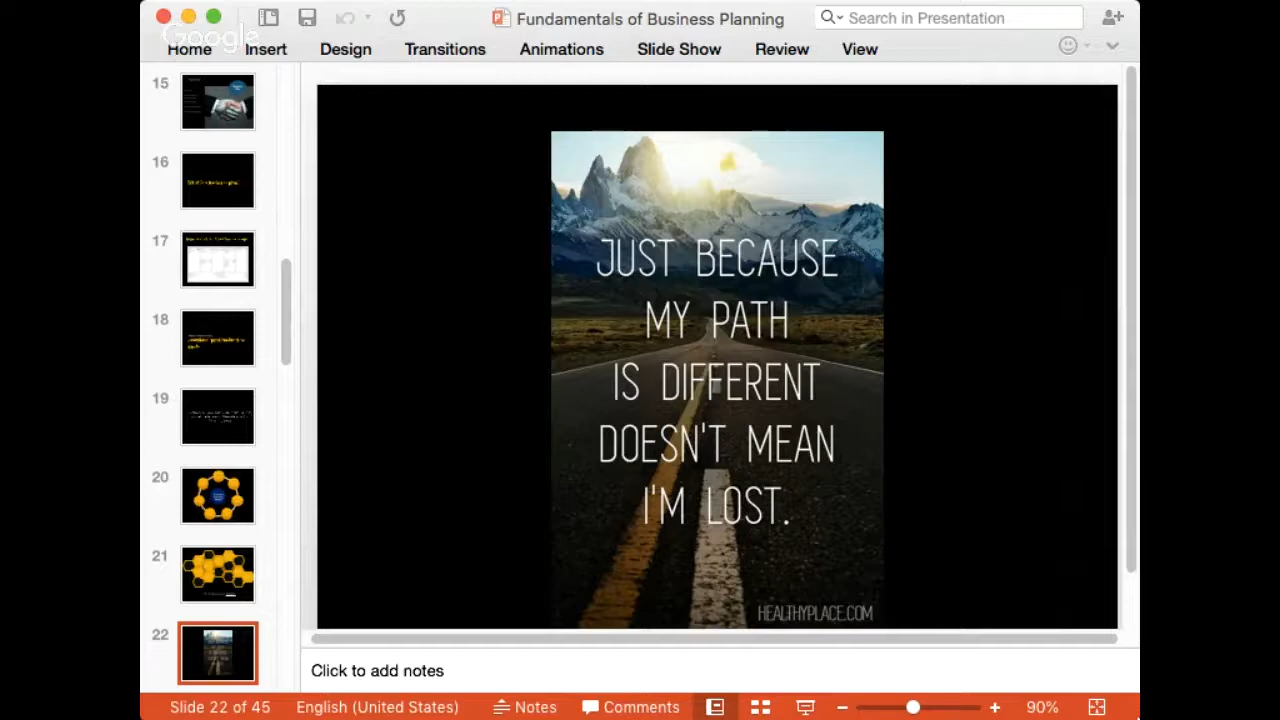 Fundamentals of Business Planning
Search in Presentation
Google
Home Insert Design Transitions Animations Slide Show Review View
15
16
17
18
19
20
21
22
JUST BECAUSE
MY PATH
IS DIFFERENT
DOESN'T MEAN
I'M LOST.
HEALTHYPLACE.COM
Click to add notes
Slide 22 of 45 English (United States) Notes Comments 90%